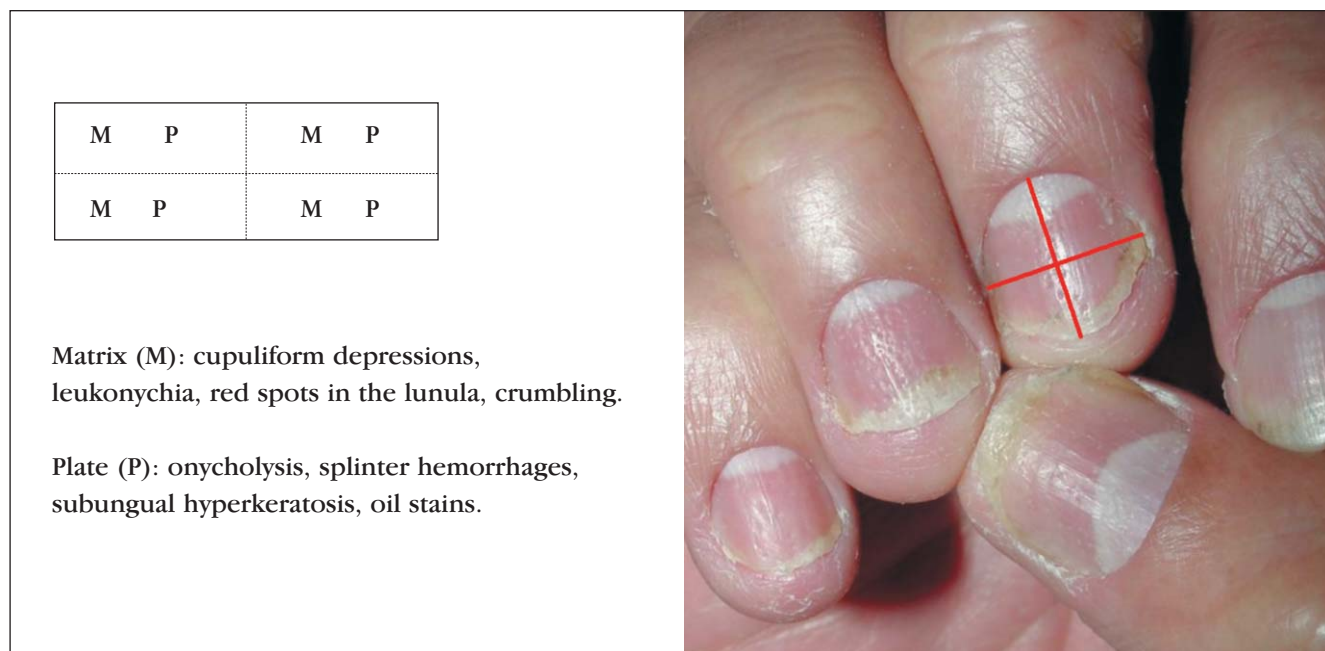 M P M P
M P M P
Matrix (M): cupuliform depressions,
leukonychia, red spots in the lunula, crumbling.
Plate (P): onycholysis, splinter hemorrhages,
subungual hyperkeratosis, oil stains.